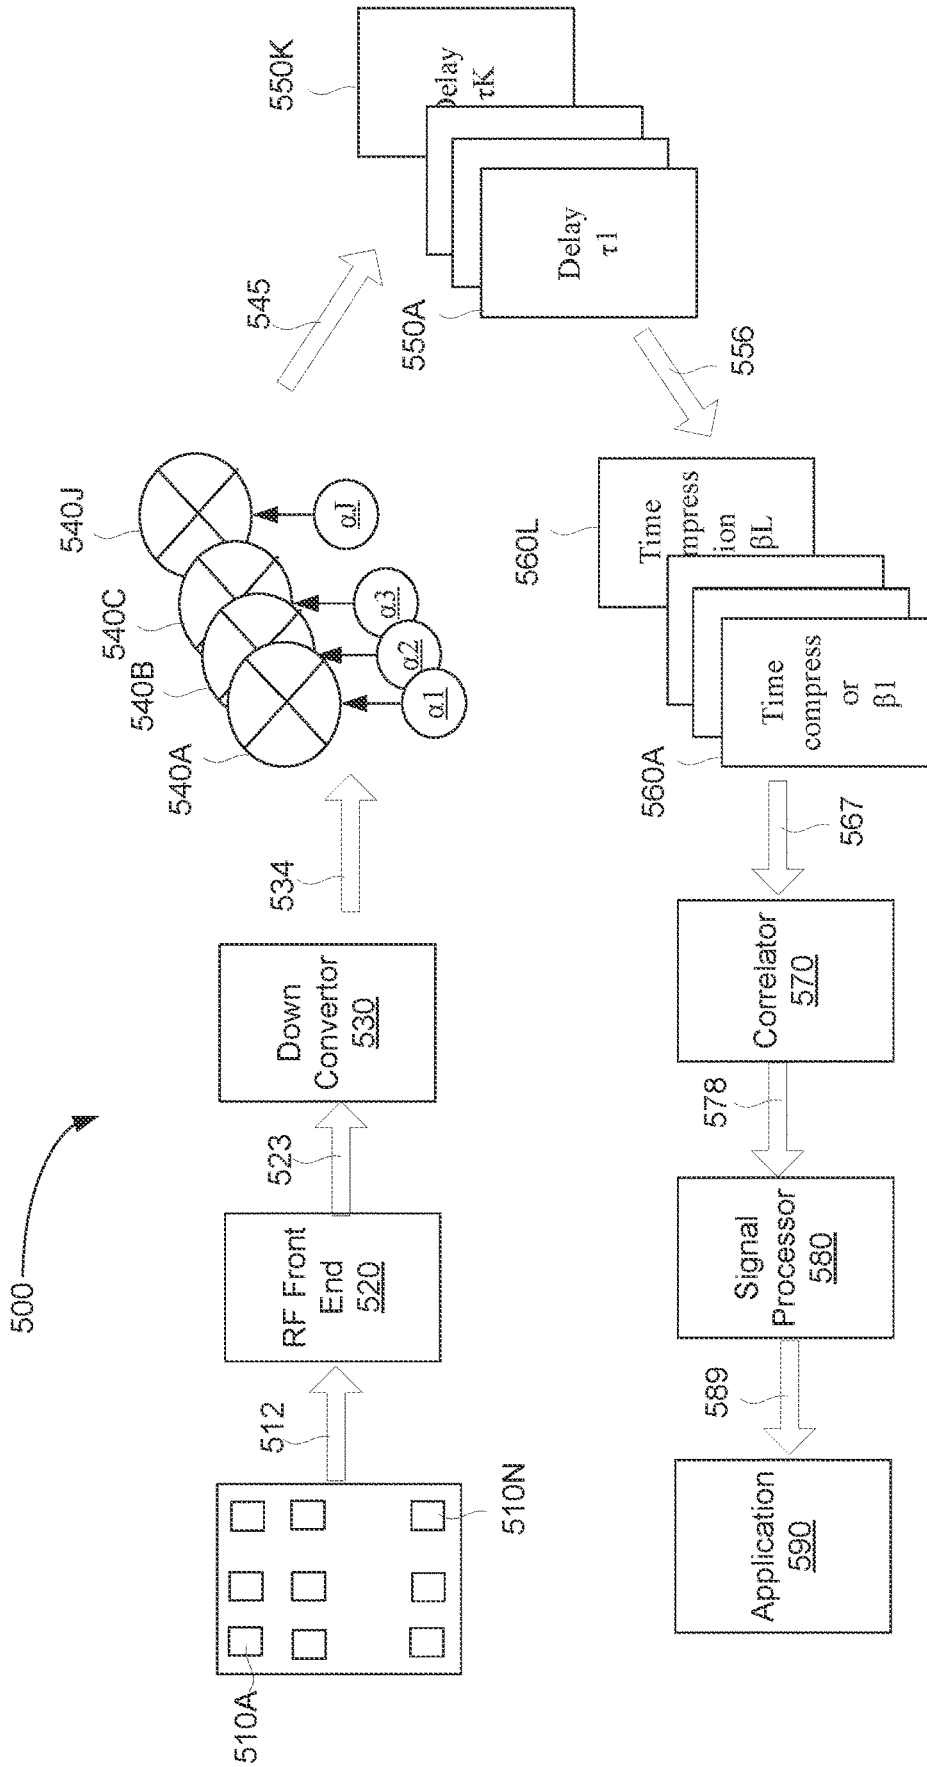 500
510A
510N
512
RF Front
End
520
523
Down
Convertor
530
534
540A
540B
540C
540J
α1
α2
α3
αJ
545
550K
Delay
τK
550A
Delay
τ1
556
560L
Time
mpress
ion
βL
560A
Time
compress
or
β1
567
Correlator
570
578
Signal
Processor
580
589
Application
590